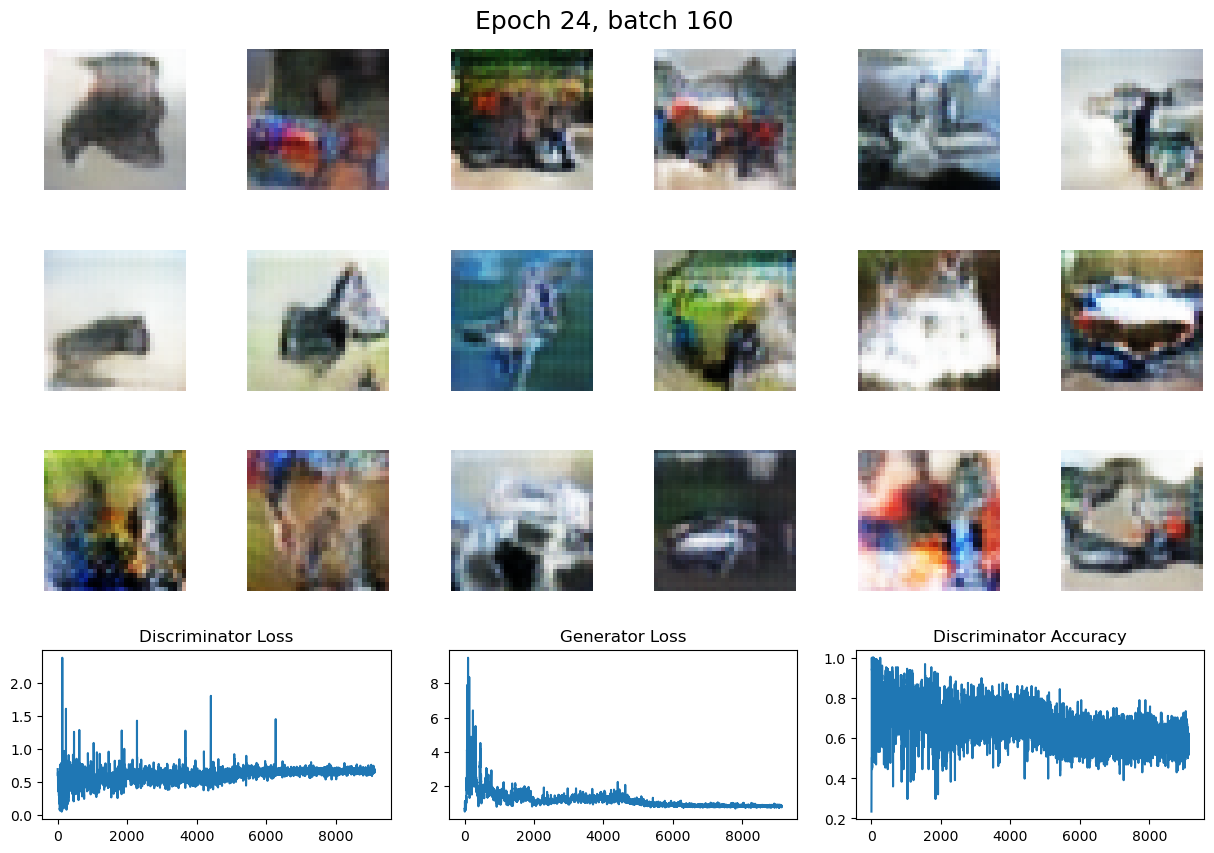 Epoch 24, batch 160
Discriminator Loss
Generator Loss
Discriminator Accuracy
2.0
1.5
1.0
0.5
0.0
0 2000 4000 6000 8000
8
6
4
2
0 2000 4000 6000 8000
1.0
0.8
0.6
0.4
0.2
0 2000 4000 6000 8000